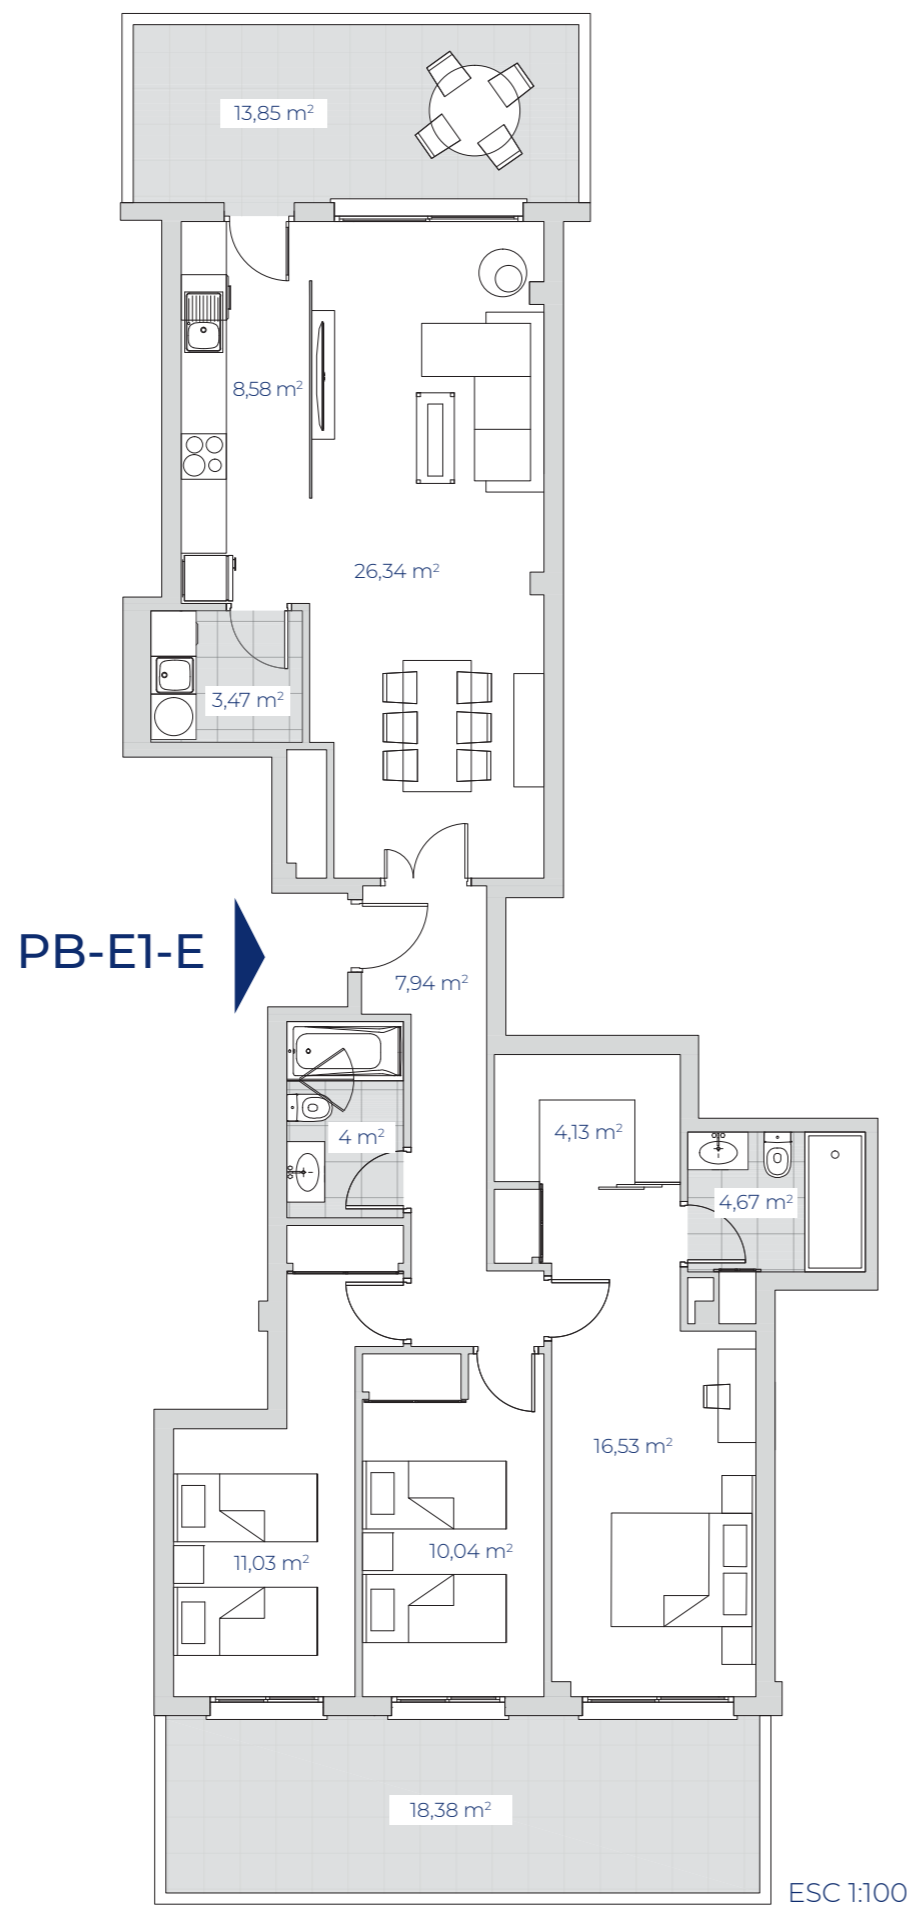 13,85 m²
8,58 m²
26,34 m²
3,47 m²
PB-E1-E
7,94 m²
4 m²
4,13 m²
4,67 m²
16,53 m²
11,03 m²
10,04 m²
18,38 m²
ESC 1:100